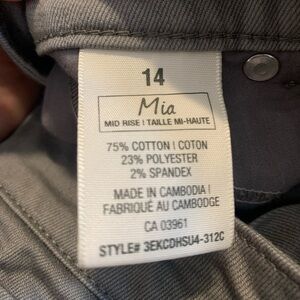 14
Mia
MID RISE | TAILLE MI-HAUTE
75% COTTON | COTON
23% POLYESTER
2% SPANDEX
MADE IN CAMBODIA |
FABRIQUÉ AU CAMBODGE
CA 03961
STYLE# 3EKCDHSU4-312C